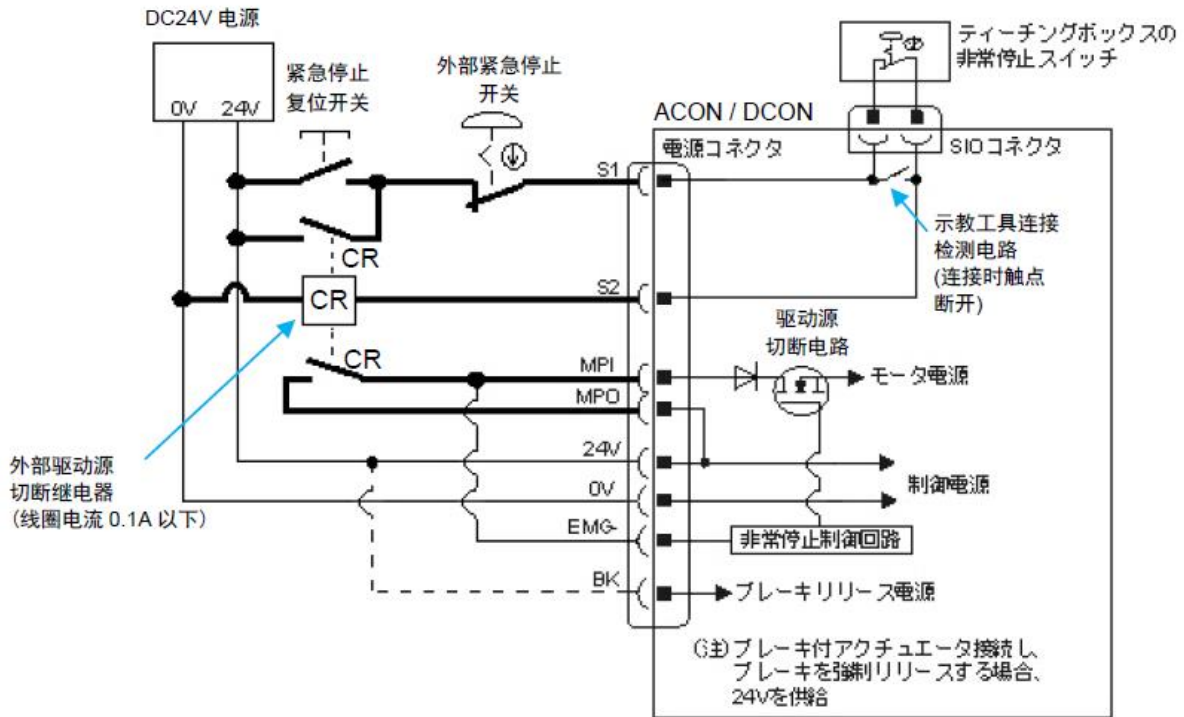 DC24V 电源
0V 24V
紧急停止
复位开关
外部紧急停止
开关
ティーチングボックスの
非常停止スイッチ
ACON / DCON
電源コネクタ
SIOコネクタ
S1
CR
示教工具连接
检测电路
(连接时触点
断开)
S2
CR
驱动源
切断电路
CR
MPI
モータ電源
MPO
外部驱动源
切断继电器
(线圈电流 0.1A 以下)
24V
0V
制御電源
EMG-
非常停止制御回路
BK
ブレーキリリース電源
(注)ブレーキ付アクチュエータ接続し、
ブレーキを強制リリースする場合、
24Vを供給